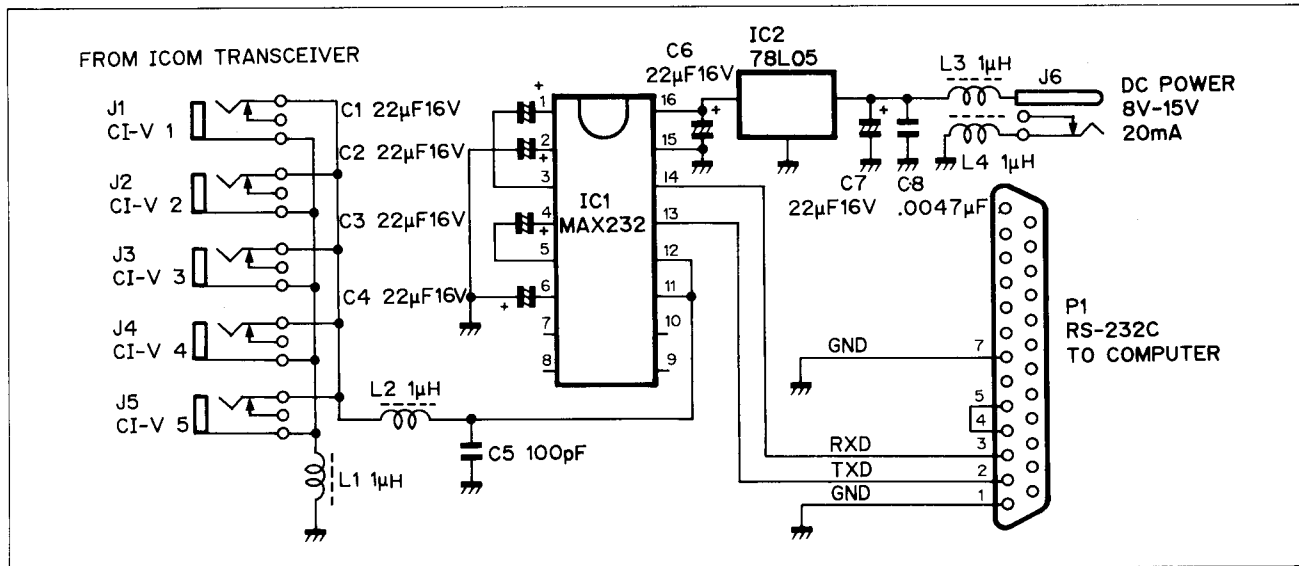 FROM ICOM TRANSCEIVER
J1
CI-V 1
J2
CI-V 2
J3
CI-V 3
J4
CI-V 4
J5
CI-V 5
C1 22μF16V
C2 22μF16V
C3 22μF16V
C4 22μF16V
L2 1μH
C5 100pF
L1 1μH
+
+
+
+
1
2
3
4
5
6
7
8
IC1
MAX232
16
15
14
13
12
11
10
9
C6
22μF16V
+
IC2
78L05
+
C7
22μF16V
C8
.0047μF
L3 1μH
L4 1μH
J6
DC POWER
8V-15V
20mA
P1
RS-232C
TO COMPUTER
GND
7
5
4
RXD
3
TXD
2
GND
1